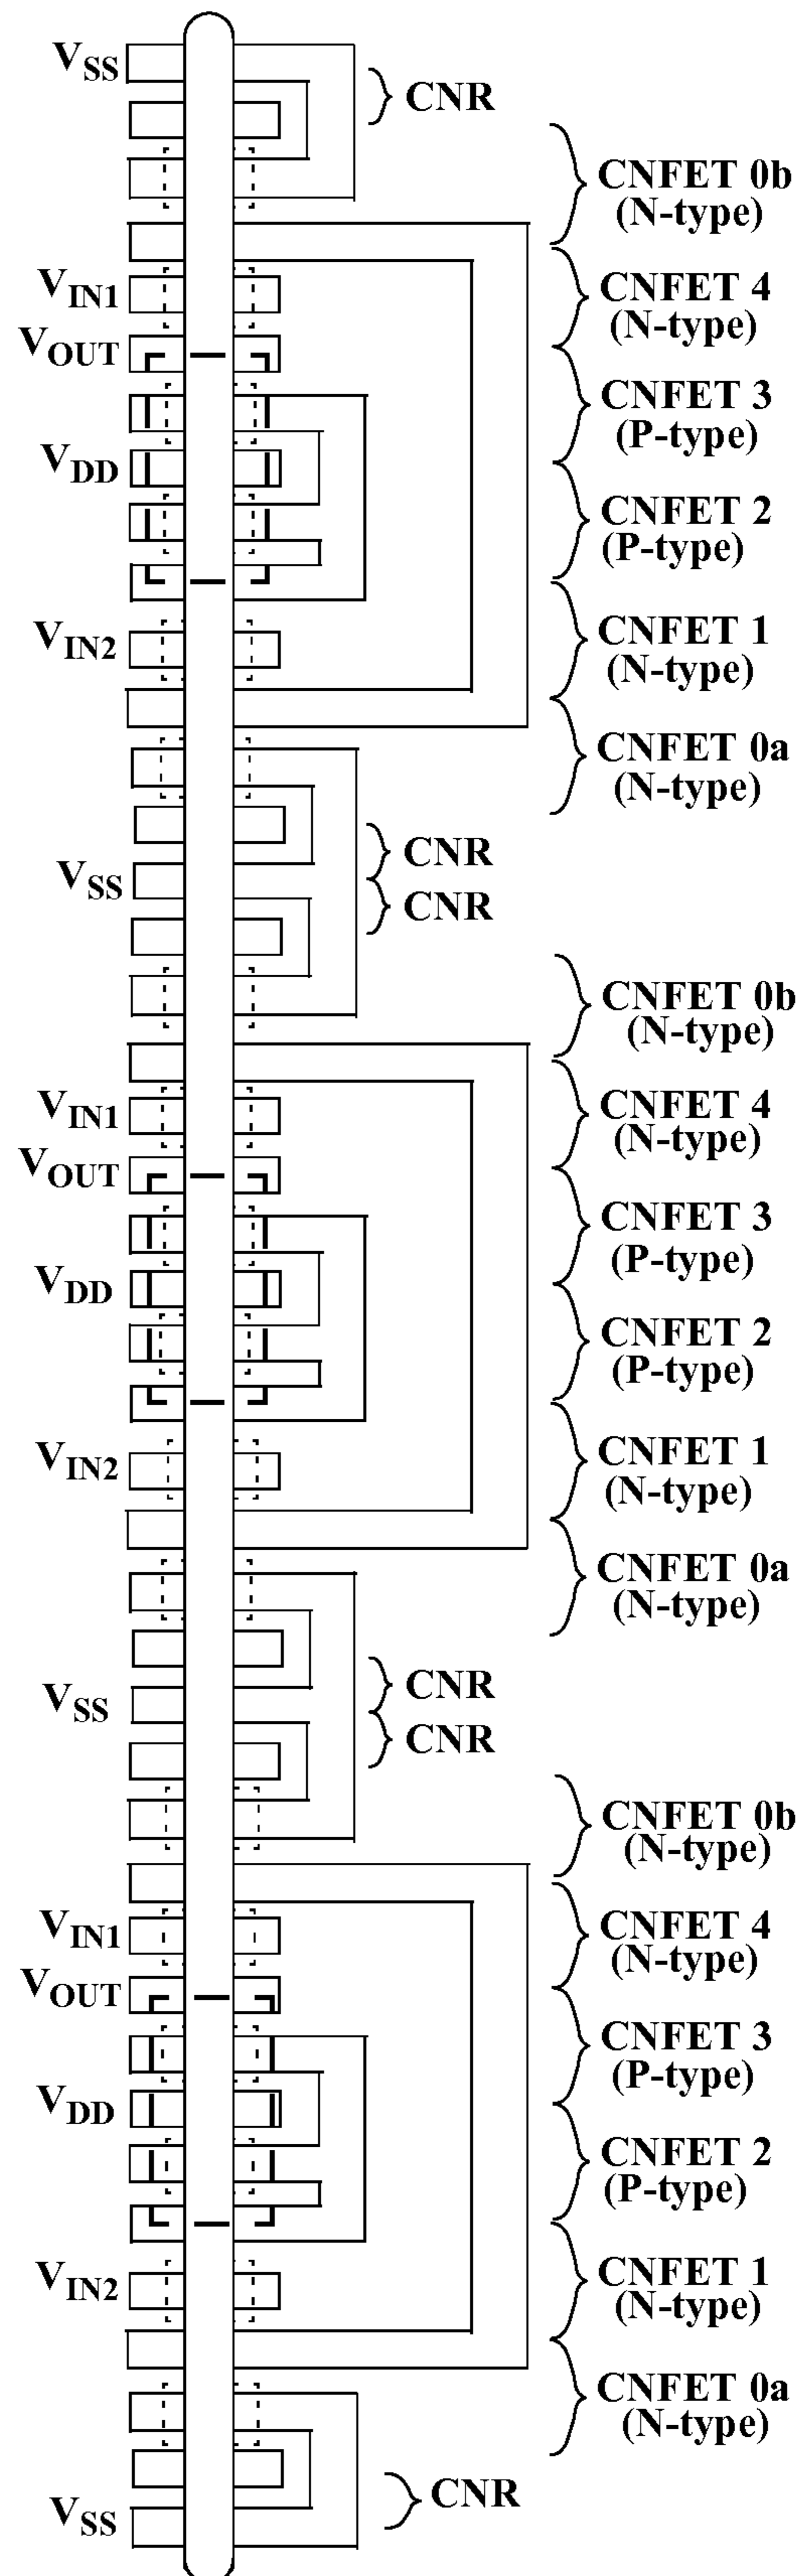 VSS
CNR
CNFET 0b
(N-type)
VIN1
CNFET 4
(N-type)
VOUT
CNFET 3
(P-type)
VDD
CNFET 2
(P-type)
VIN2
CNFET 1
(N-type)
CNFET 0a
(N-type)
CNR
VSS
CNR
CNFET 0b
(N-type)
VIN1
CNFET 4
(N-type)
VOUT
CNFET 3
(P-type)
VDD
CNFET 2
(P-type)
VIN2
CNFET 1
(N-type)
CNFET 0a
(N-type)
CNR
VSS
CNR
CNFET 0b
(N-type)
VIN1
CNFET 4
(N-type)
VOUT
CNFET 3
(P-type)
VDD
CNFET 2
(P-type)
VIN2
CNFET 1
(N-type)
CNFET 0a
(N-type)
CNR
VSS